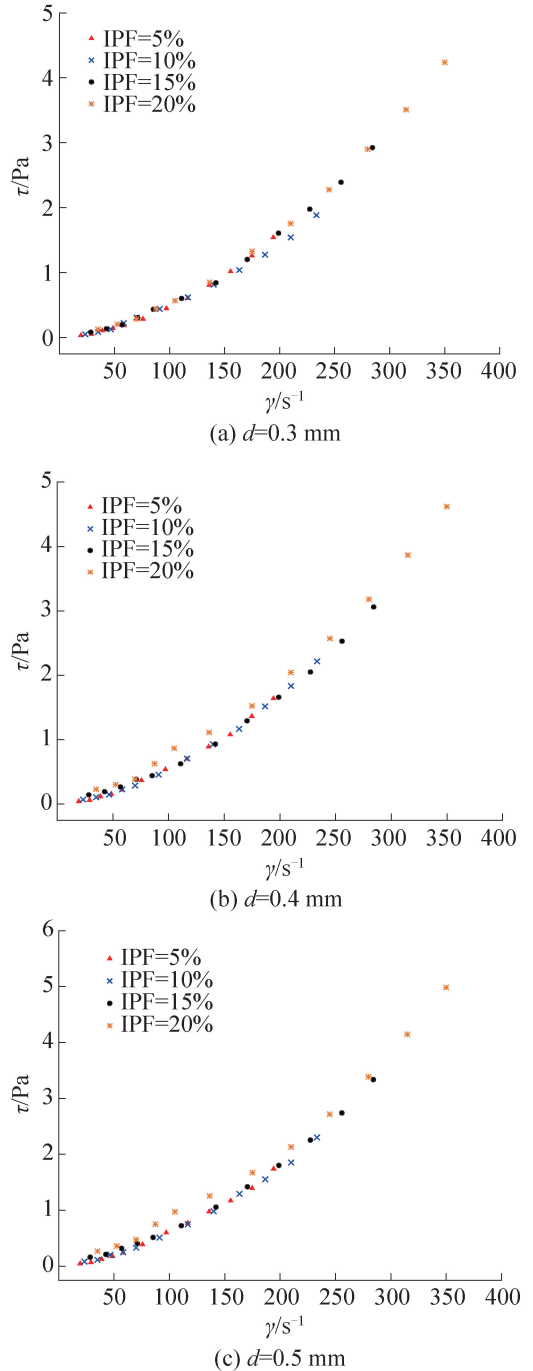 5
4
3
2
1
0
τ/Pa
IPF=5%
IPF=10%
IPF=15%
IPF=20%
50 100 150 200 250 300 350 400
γ/s⁻¹
(a) d=0.3 mm
5
4
3
2
1
0
τ/Pa
IPF=5%
IPF=10%
IPF=15%
IPF=20%
50 100 150 200 250 300 350 400
γ/s⁻¹
(b) d=0.4 mm
6
5
4
3
2
1
0
τ/Pa
IPF=5%
IPF=10%
IPF=15%
IPF=20%
50 100 150 200 250 300 350 400
γ/s⁻¹
(c) d=0.5 mm